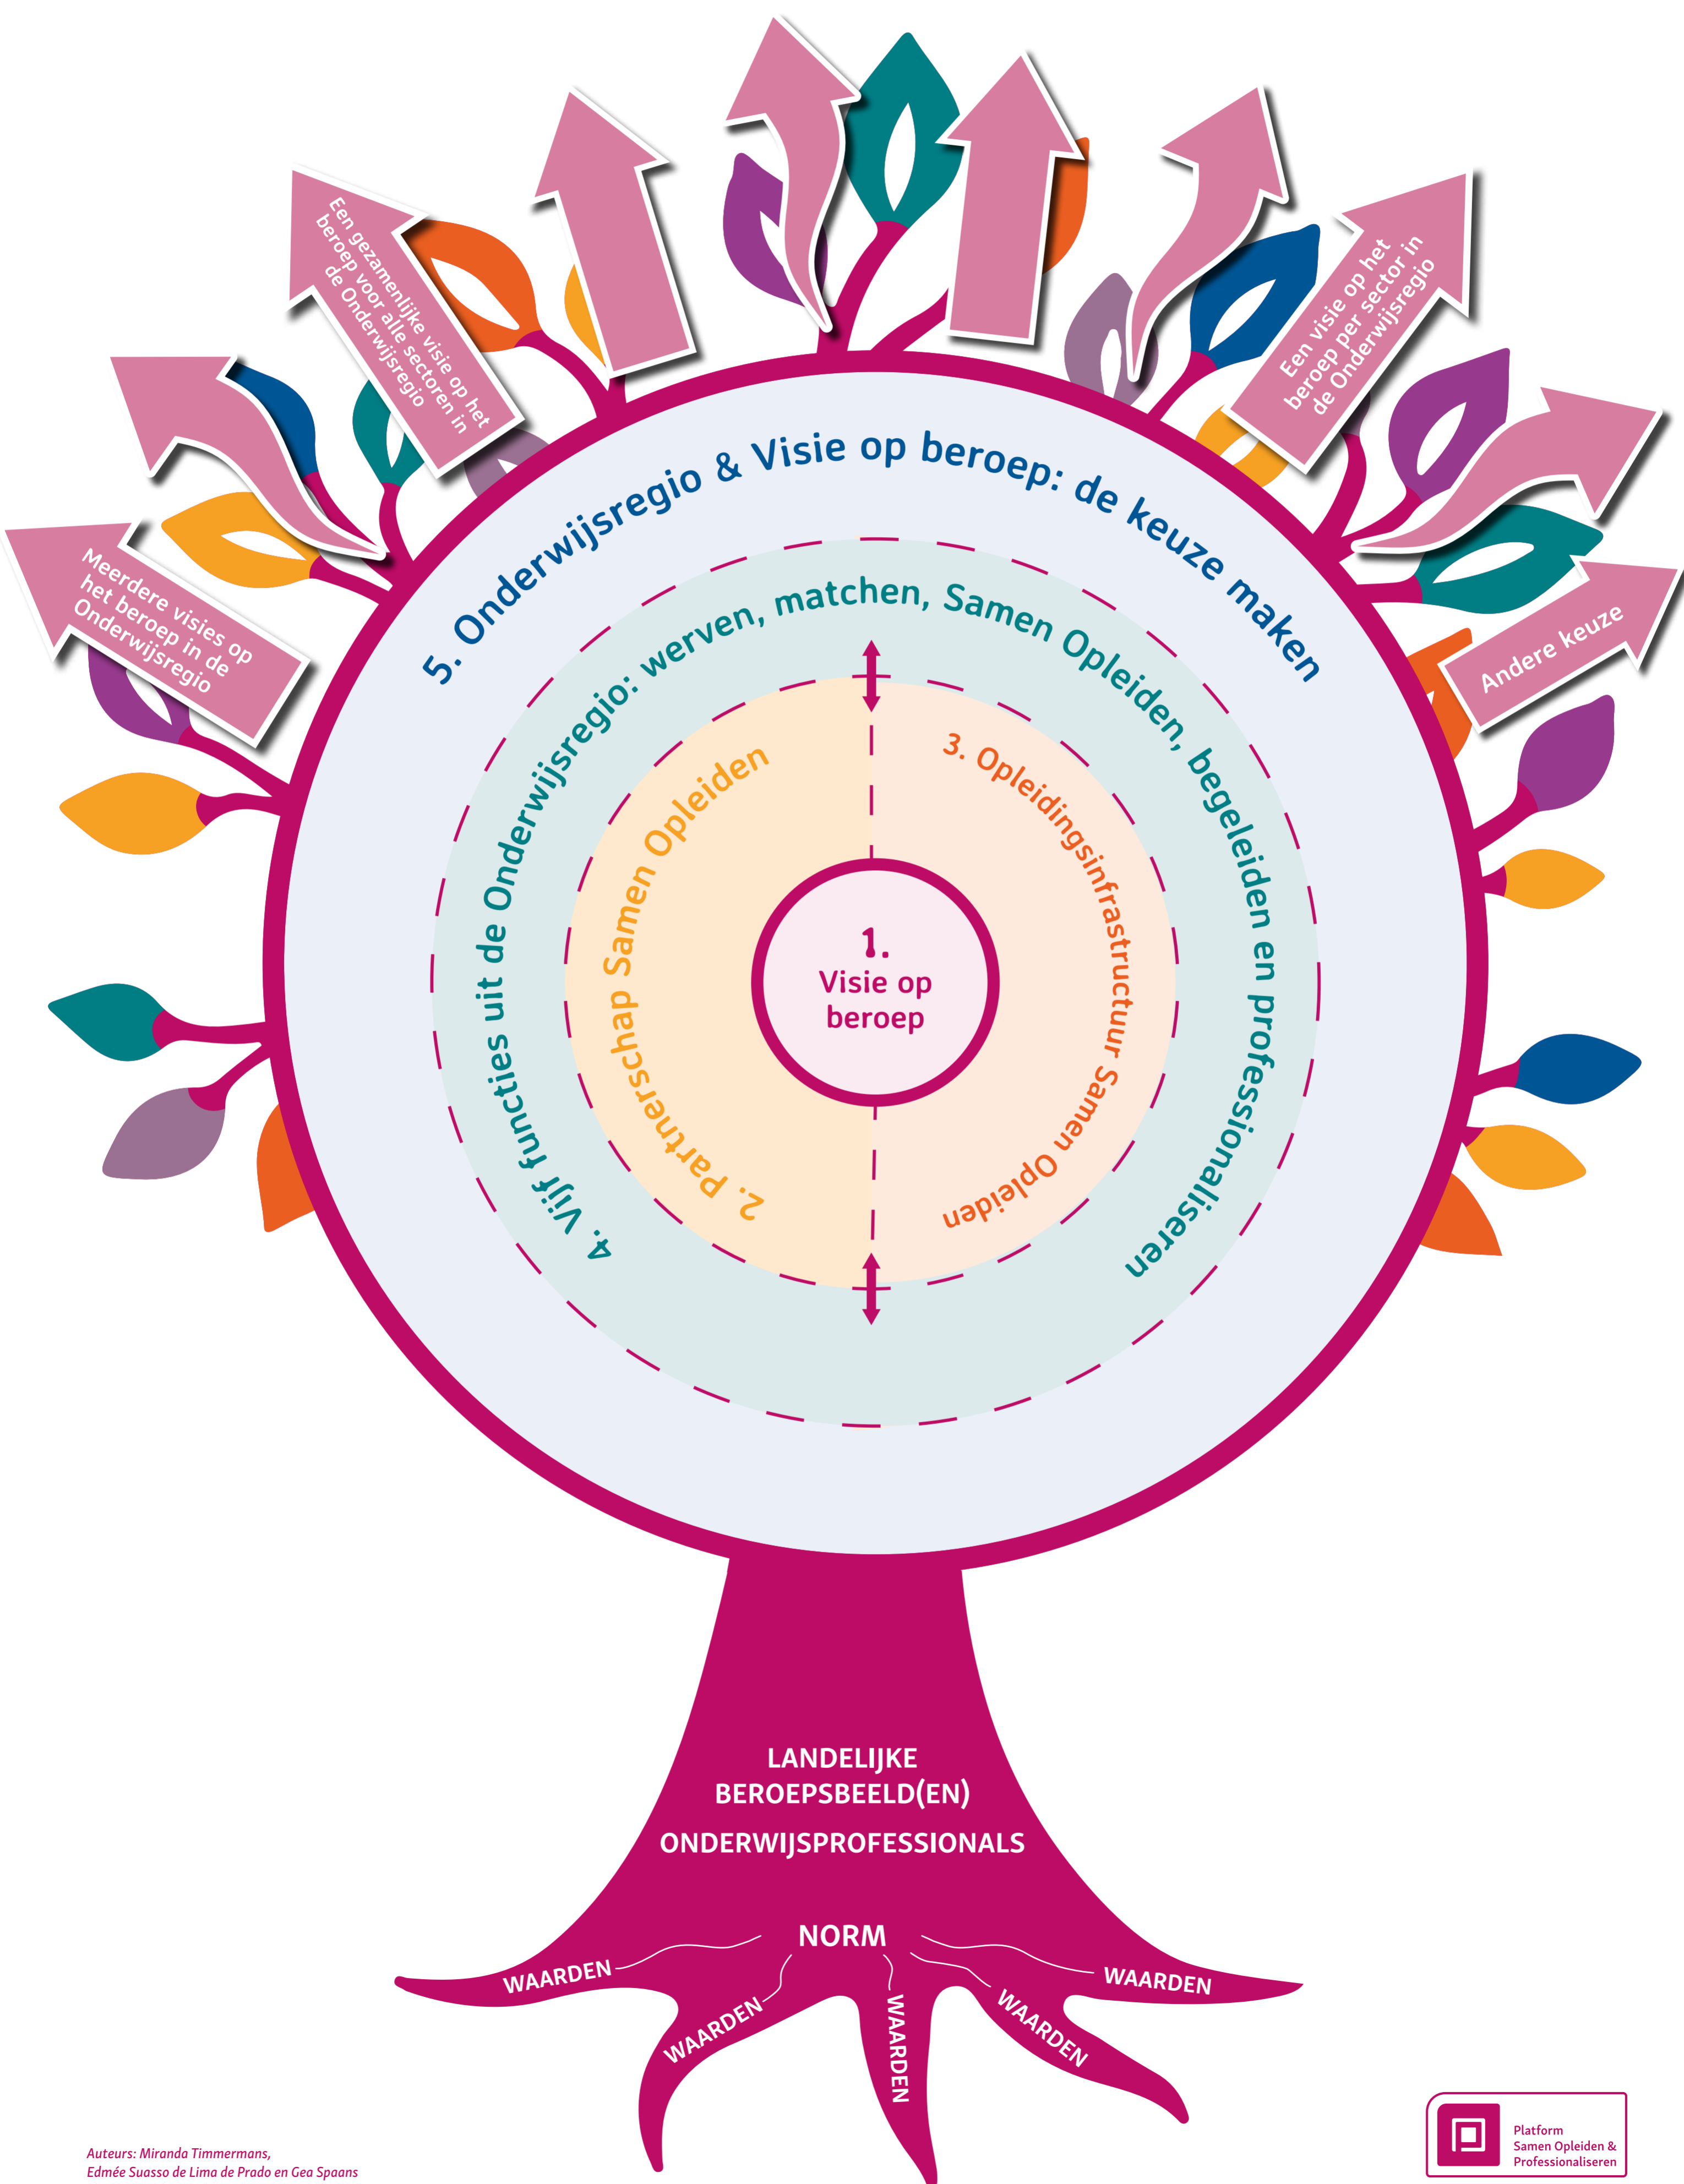 Een gezamenlijke visie op het
beroep voor alle sectoren in
de Onderwijsregio
Een visie op het
beroep per sector in
de Onderwijsregio
Meerdere visies op
het beroep in de
Onderwijsregio
Andere keuze
5. Onderwijsregio & Visie op beroep: de keuze maken
4. Vijf functies uit de Onderwijsregio: werven, matchen, Samen Opleiden, begeleiden en professionaliseren
2. Partnerschap Samen Opleiden
3. Opleidingsinfrastructuur Samen Opleiden
1.
Visie op
beroep
LANDELIJKE
BEROEPSBEELD(EN)
ONDERWIJSPROFESSIONALS
NORM
WAARDEN
WAARDEN
WAARDEN
WAARDEN
WAARDEN
Auteurs: Miranda Timmermans,
Edmée Suasso de Lima de Prado en Gea Spaans
Platform
Samen Opleiden &
Professionaliseren